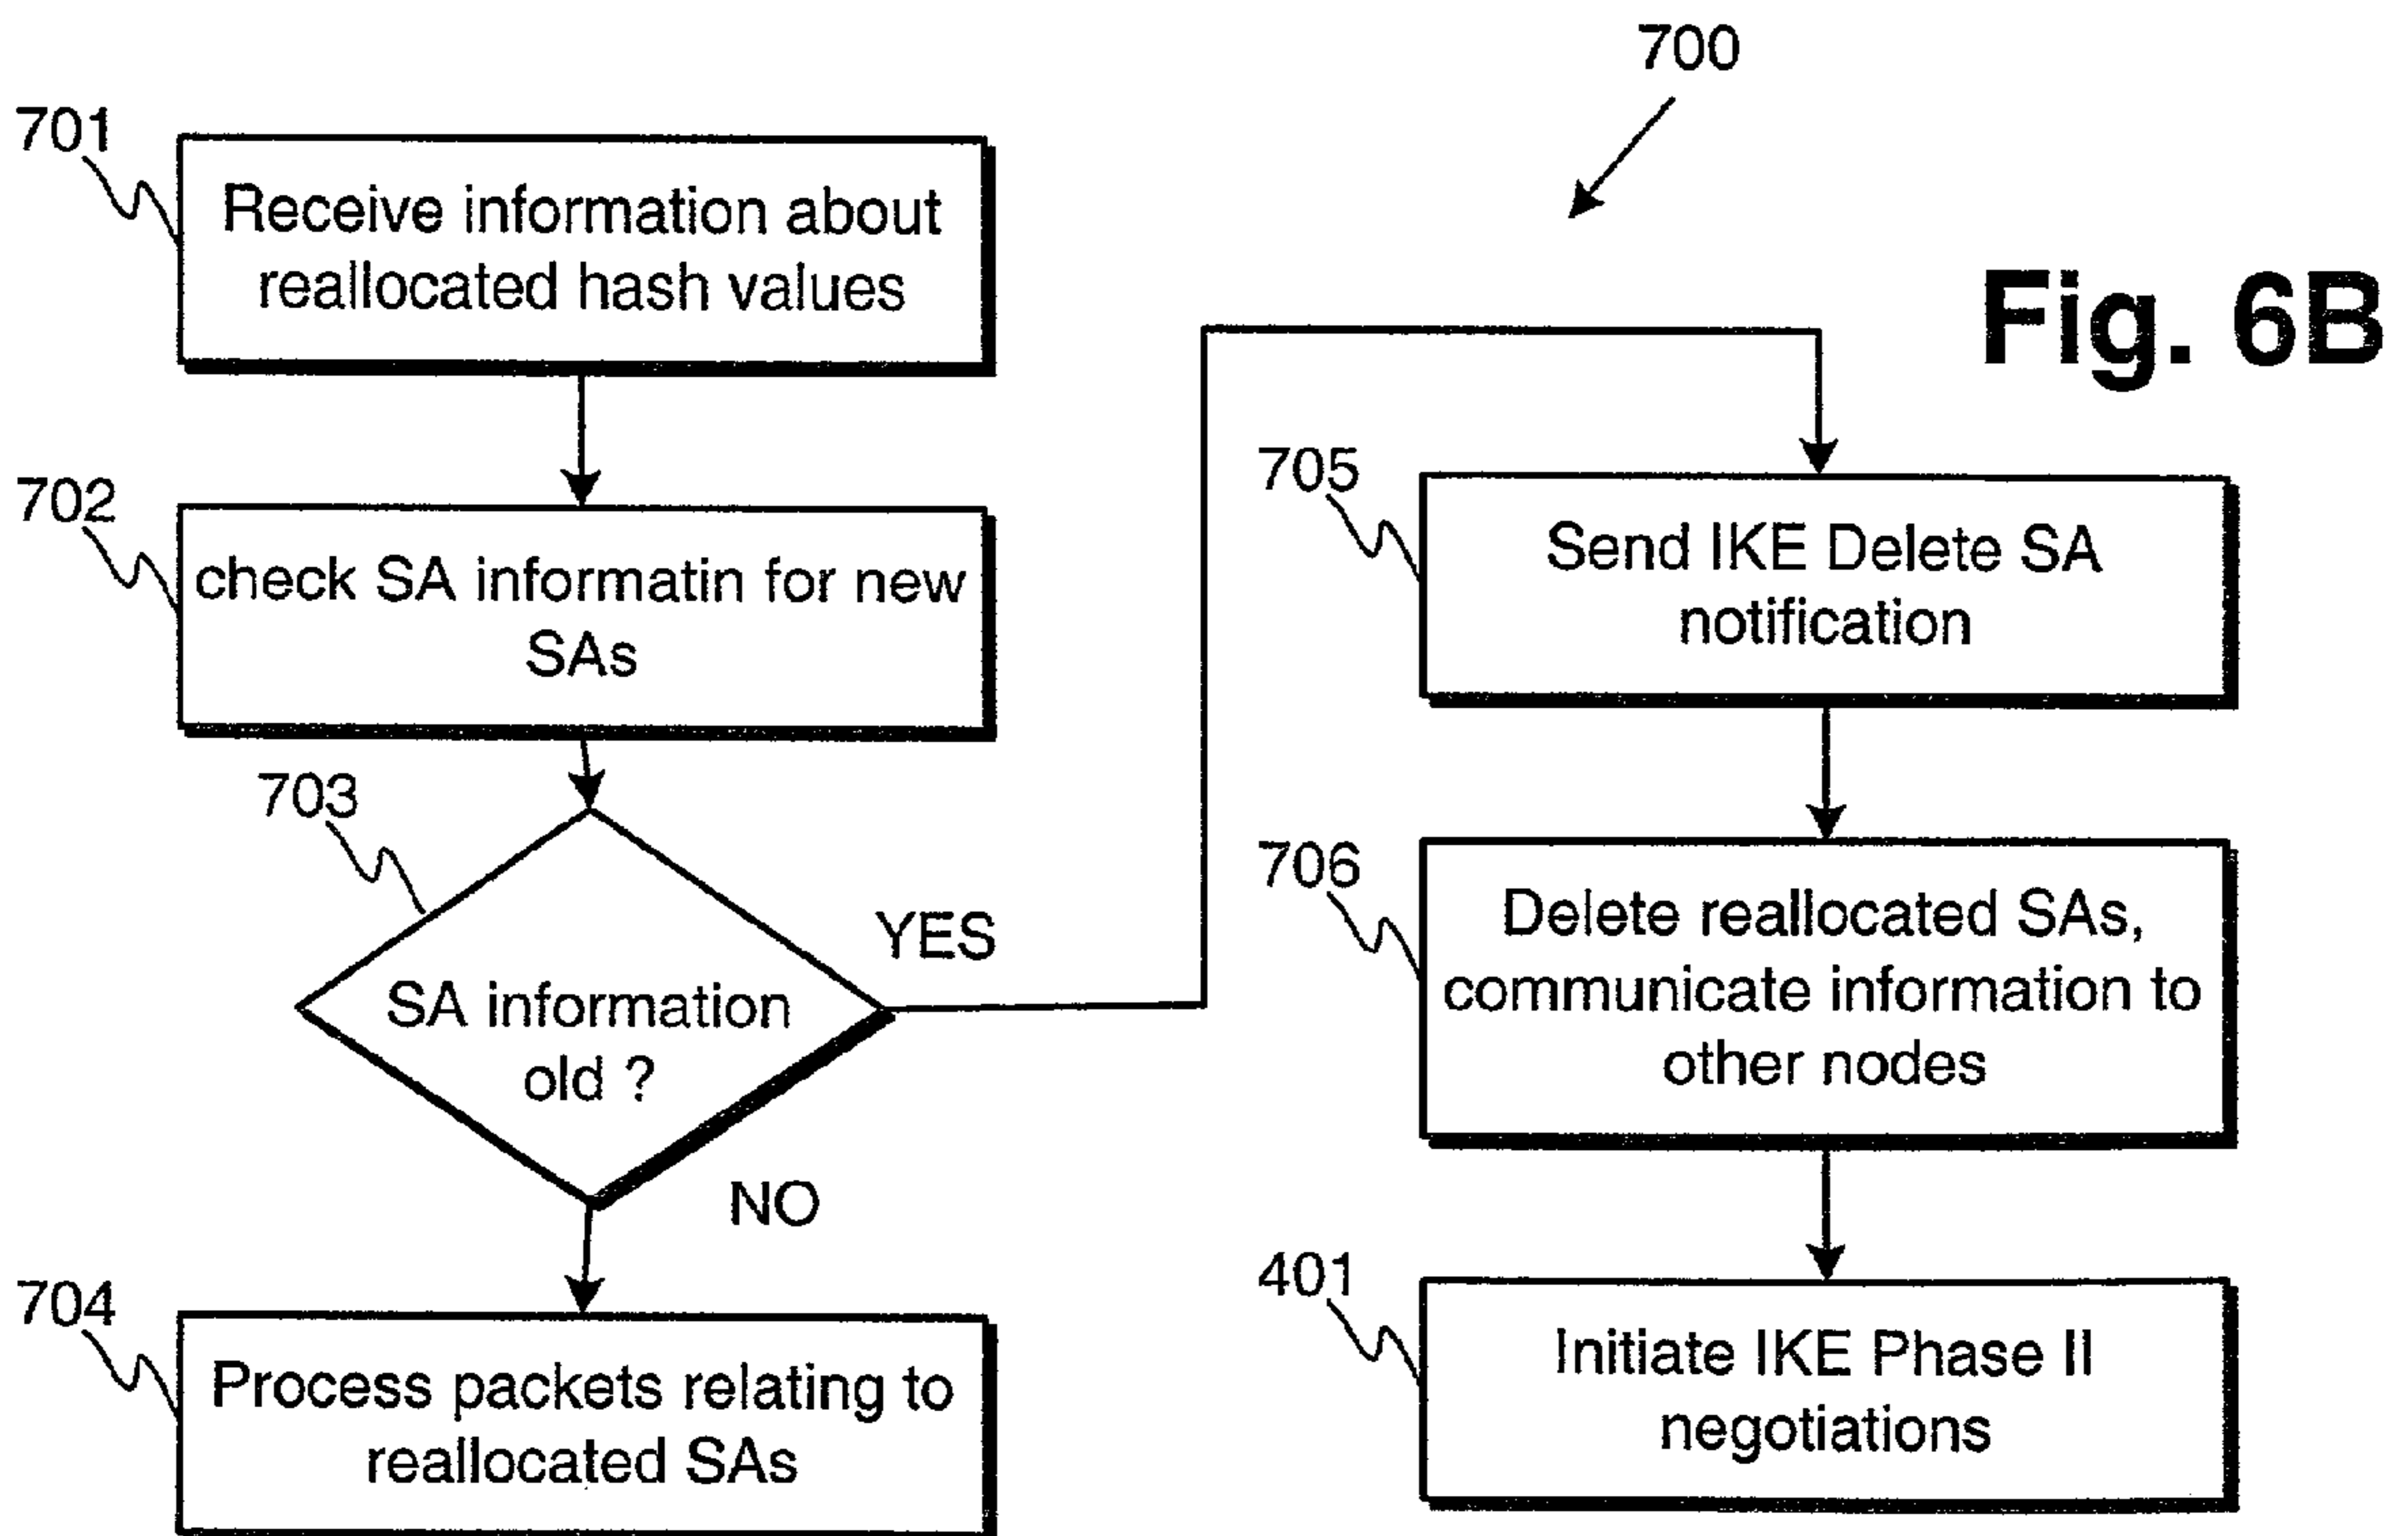 700
Fig. 6B
701
Receive information about
reallocated hash values
702
check SA informatin for new
SAs
703
SA information
old ?
YES
NO
704
Process packets relating to
reallocated SAs
705
Send IKE Delete SA
notification
706
Delete reallocated SAs,
communicate information to
other nodes
401
Initiate IKE Phase II
negotiations